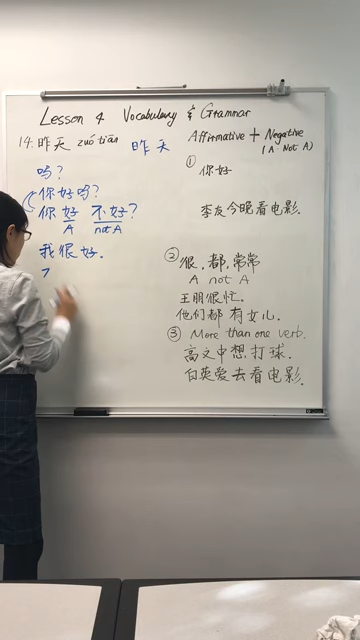 Lesson 4 Vocabulary & Grammar
14. 昨天 zuó tiān 昨天
吗?
你好吗?
你好 不好?
A not A
我很好.
Affirmative + Negative
(A Not A)
① 你好
李友今晚看电影.
② 很, 都, 常常
A not A
王朋很忙.
他们都有女儿.
③ More than one verb.
高文中想打球.
白英爱去看电影.